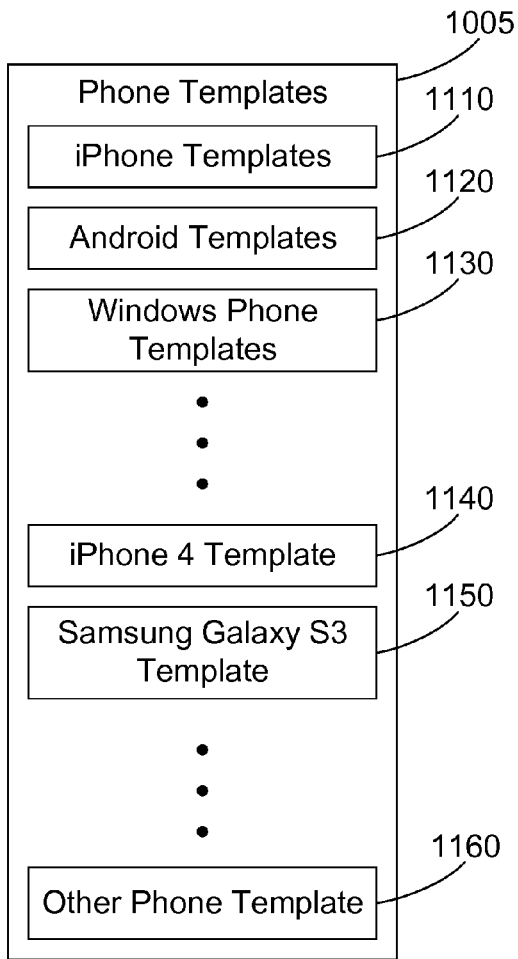 1005
Phone Templates
1110
iPhone Templates
1120
Android Templates
1130
Windows Phone
Templates
1140
iPhone 4 Template
1150
Samsung Galaxy S3
Template
1160
Other Phone Template